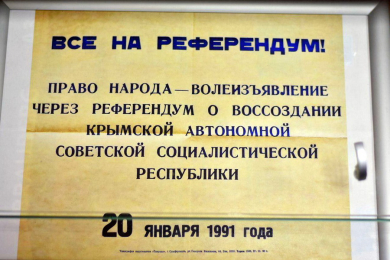 ВСЕ НА РЕФЕРЕНДУМ!
ПРАВО НАРОДА—ВОЛЕИЗЪЯВЛЕНИЕ
ЧЕРЕЗ РЕФЕРЕНДУМ О ВОССОЗДАНИИ
КРЫМСКОЙ АВТОНОМНОЙ
СОВЕТСКОЙ СОЦИАЛИСТИЧЕСКОЙ
РЕСПУБЛИКИ
20 ЯНВАРЯ 1991 года